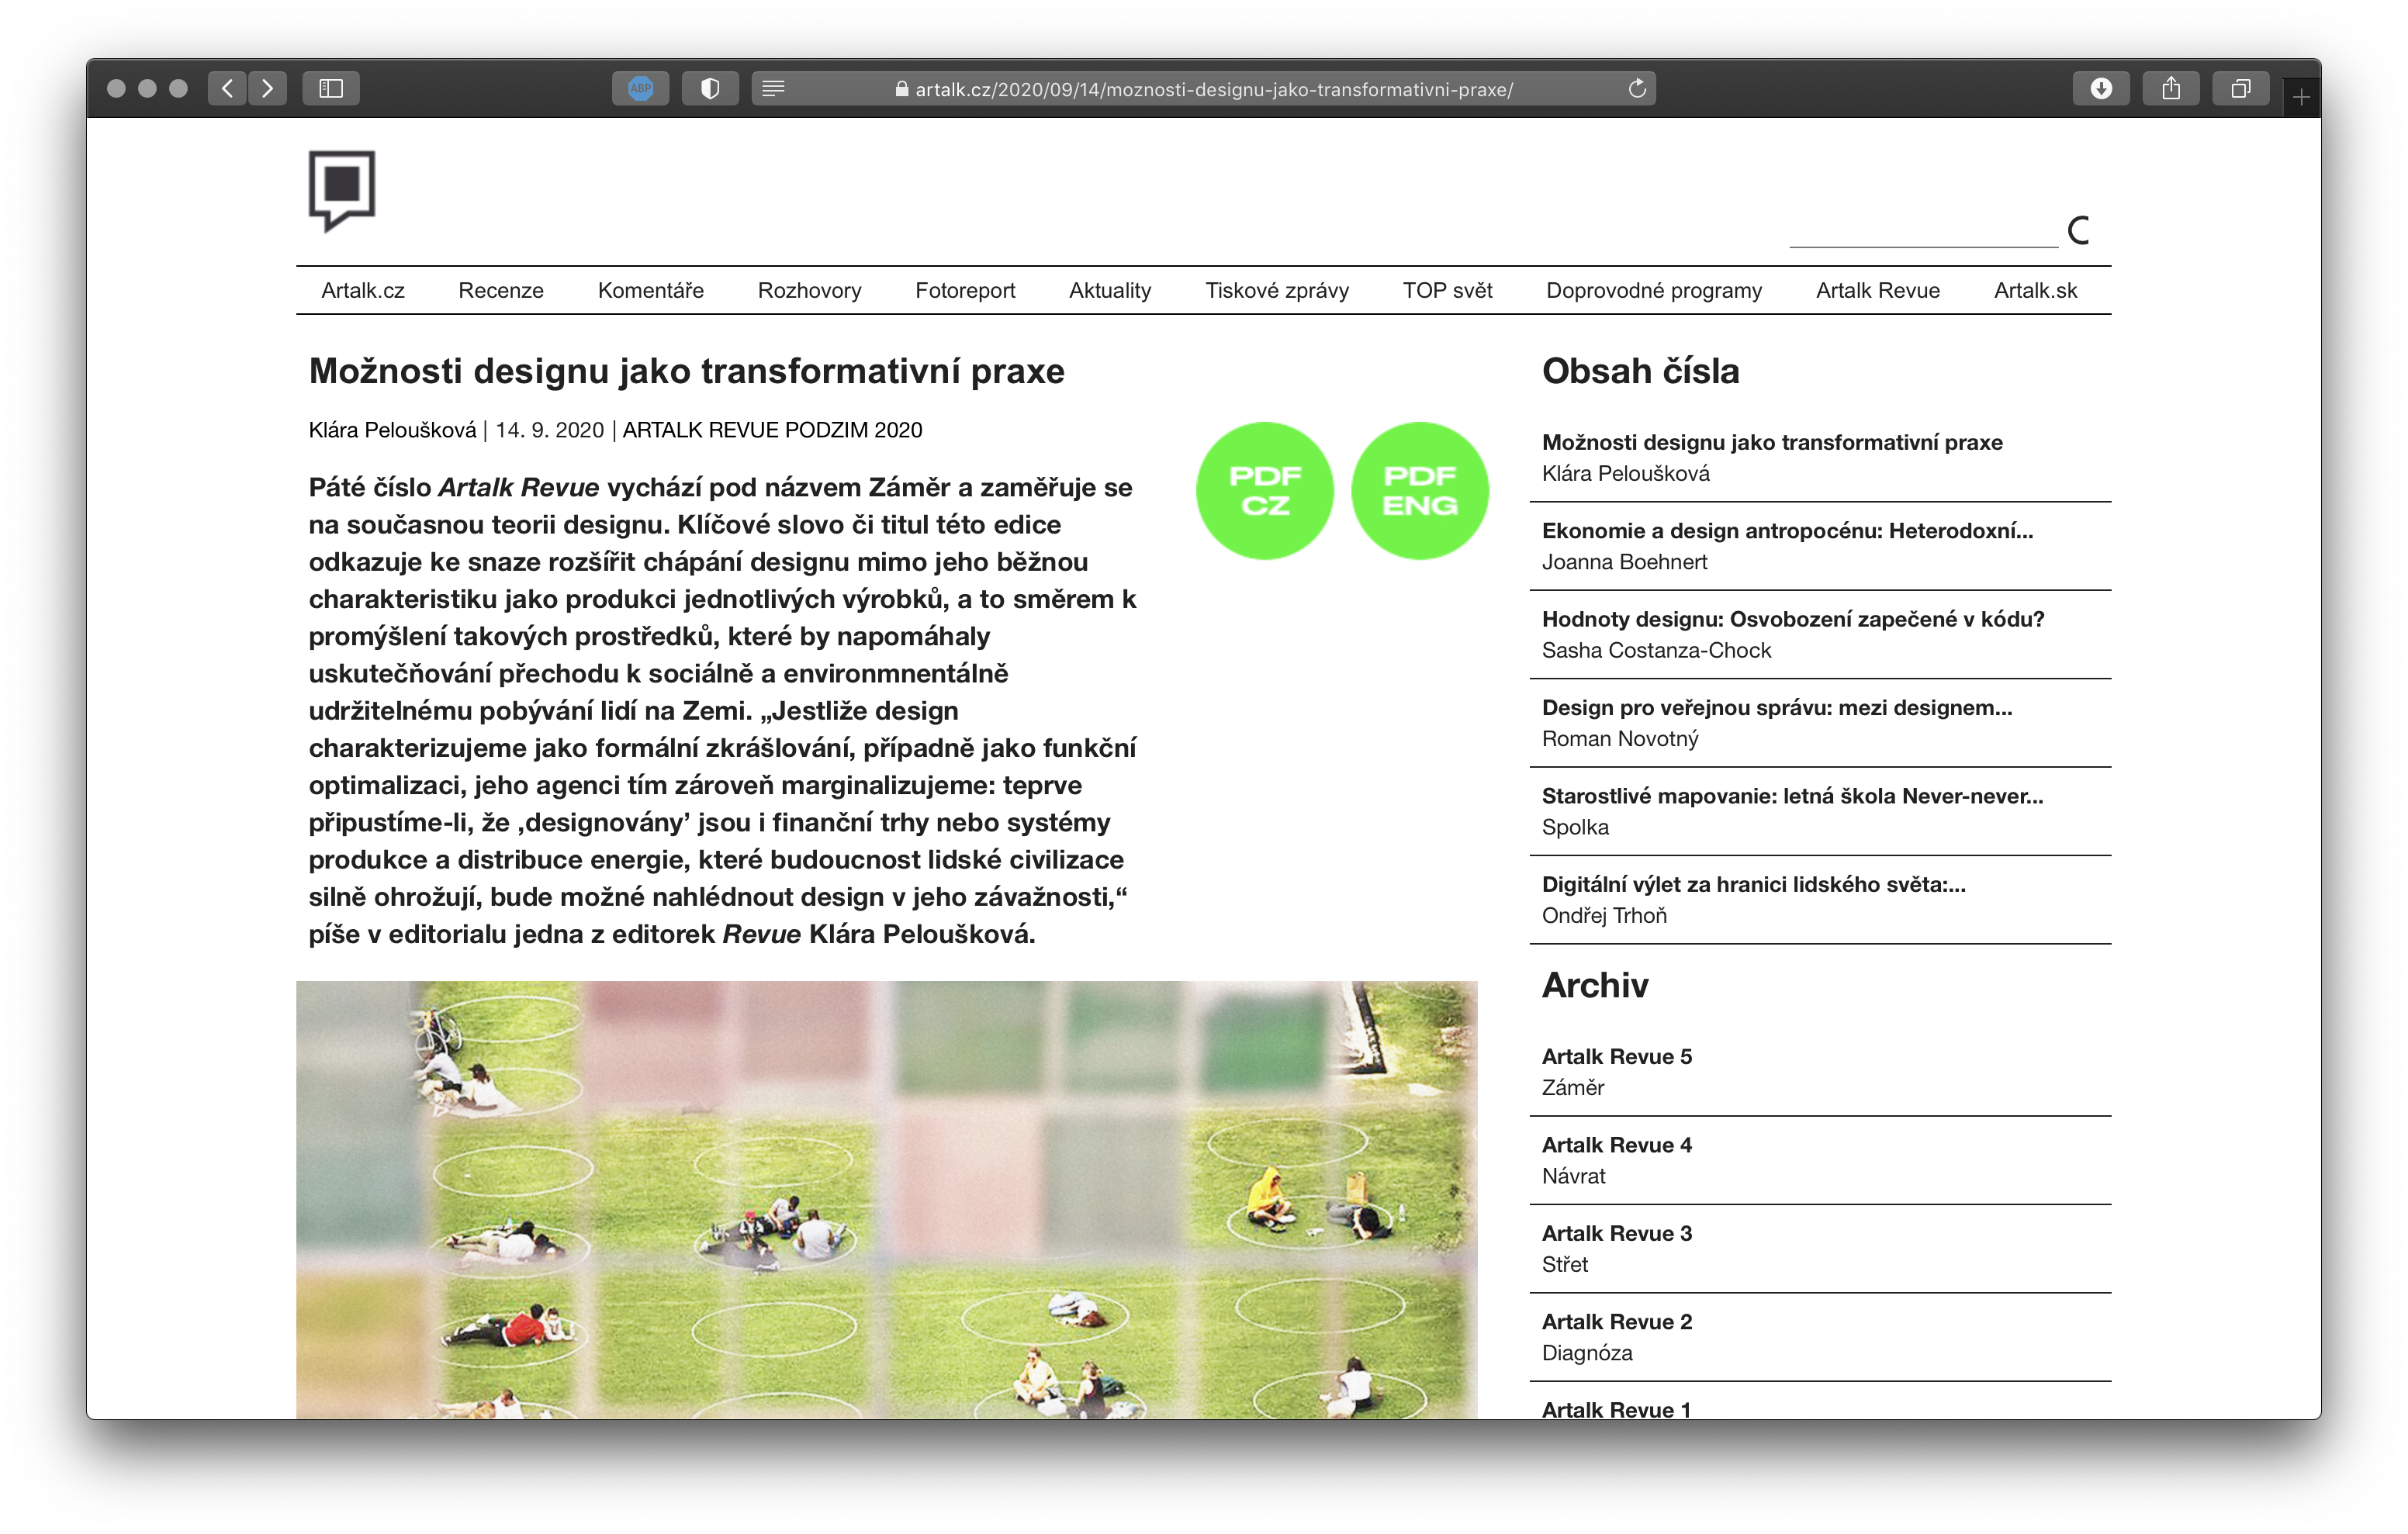 ABP
artalk.cz/2020/09/14/moznosti-designu-jako-transformativni-praxe/
Artalk.cz Recenze Komentáře Rozhovory Fotoreport Aktuality Tiskové zprávy TOP svět Doprovodné programy Artalk Revue Artalk.sk
Možnosti designu jako transformativní praxe
Klára Peloušková | 14. 9. 2020 | ARTALK REVUE PODZIM 2020
Páté číslo Artalk Revue vychází pod názvem Záměr a zaměřuje se
na současnou teorii designu. Klíčové slovo či titul této edice
odkazuje ke snaze rozšířit chápání designu mimo jeho běžnou
charakteristiku jako produkci jednotlivých výrobků, a to směrem k
promýšlení takových prostředků, které by napomáhaly
uskutečňování přechodu k sociálně a environmnentálně
udržitelnému pobývání lidí na Zemi. „Jestliže design
charakterizujeme jako formální zkrášlování, případně jako funkční
optimalizaci, jeho agenci tím zároveň marginalizujeme: teprve
připustíme-li, že ‚designovány’ jsou i finanční trhy nebo systémy
produkce a distribuce energie, které budoucnost lidské civilizace
silně ohrožují, bude možné nahlédnout design v jeho závažnosti,“
píše v editorialu jedna z editorek Revue Klára Peloušková.
PDF
CZ
PDF
ENG
Obsah čísla
Možnosti designu jako transformativní praxe
Klára Peloušková
Ekonomie a design antropocénu: Heterodoxní...
Joanna Boehnert
Hodnoty designu: Osvobození zapečené v kódu?
Sasha Costanza-Chock
Design pro veřejnou správu: mezi designem...
Roman Novotný
Starostlivé mapovanie: letná škola Never-never...
Spolka
Digitální výlet za hranici lidského světa:...
Ondřej Trhoň
Archiv
Artalk Revue 5
Záměr
Artalk Revue 4
Návrat
Artalk Revue 3
Střet
Artalk Revue 2
Diagnóza
Artalk Revue 1